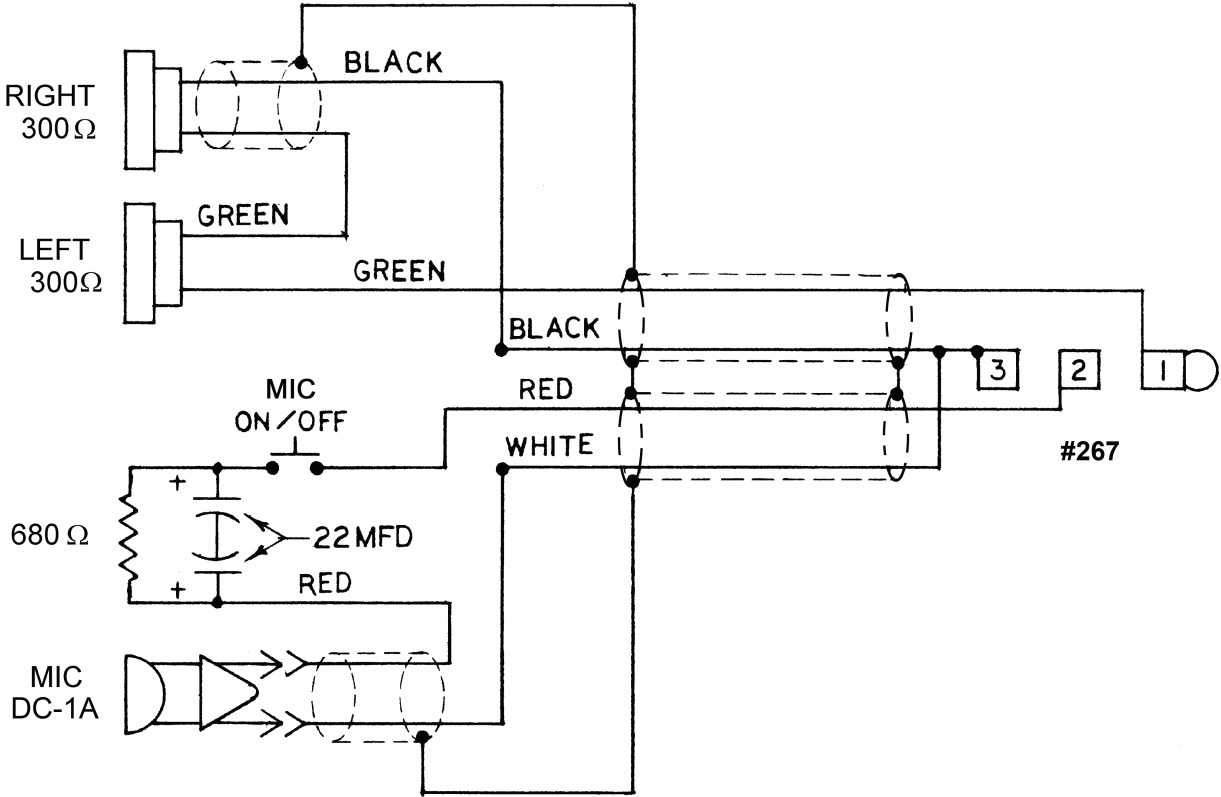 BLACK
RIGHT
300Ω
GREEN
LEFT
300Ω
GREEN
BLACK
3
2
1
MIC
ON/OFF
RED
WHITE
#267
+
680 Ω
22MFD
+
RED
MIC
DC-1A